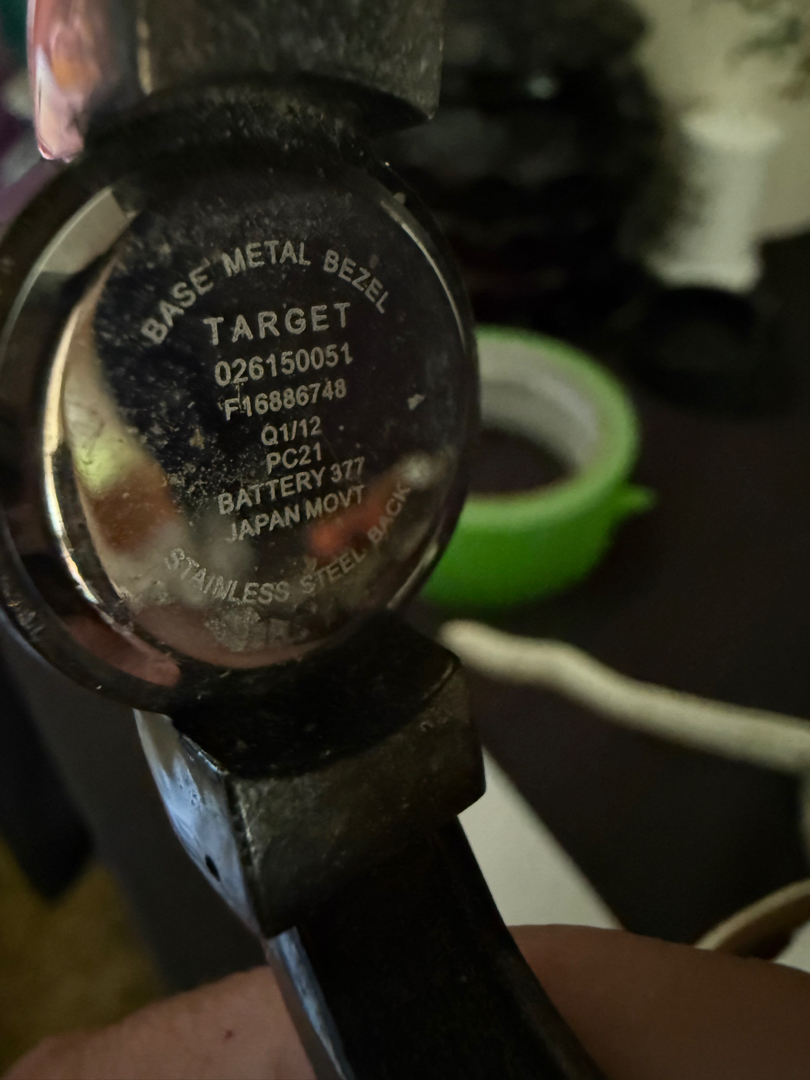 BASE METAL BEZEL
TARGET
026150051
F16886748
Q1/12
PC21
BATTERY 377
JAPAN MOVT
STAINLESS STEEL BACK